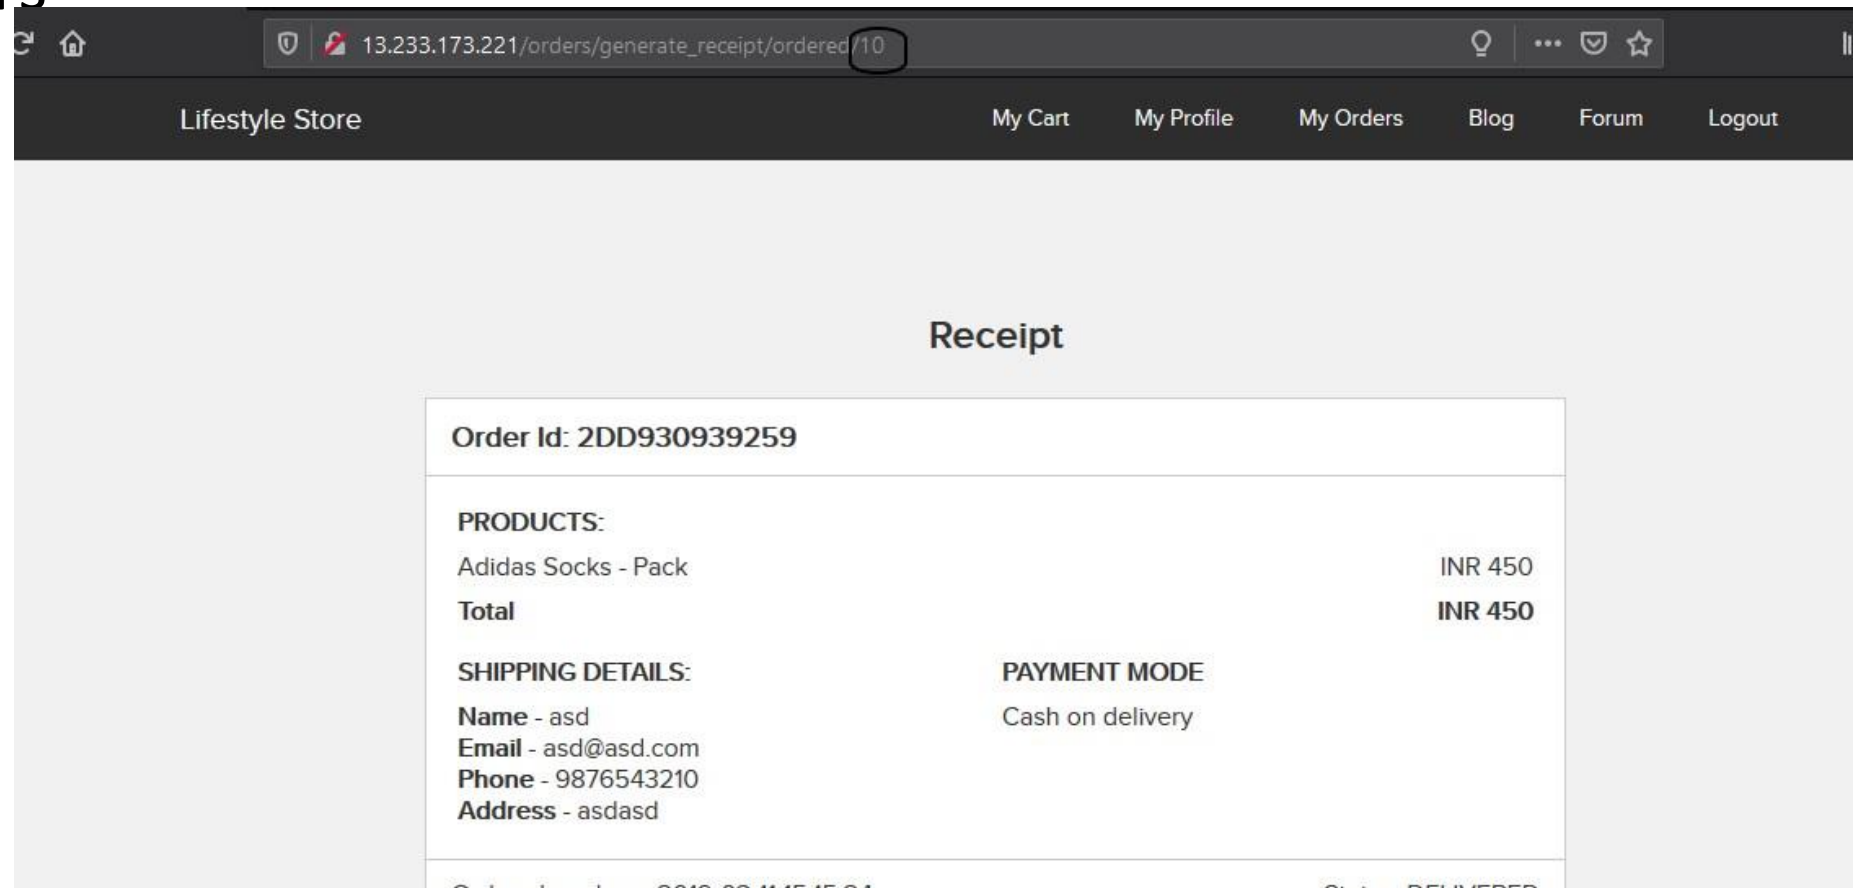 13.233.173.221/orders/generate_receipt/ordered/10
Lifestyle Store My Cart My Profile My Orders Blog Forum Logout
Receipt
Order Id: 2DD930939259
PRODUCTS:
Adidas Socks - Pack INR 450
Total INR 450
SHIPPING DETAILS: PAYMENT MODE
Name - asd Cash on delivery
Email - asd@asd.com
Phone - 9876543210
Address - asdasd